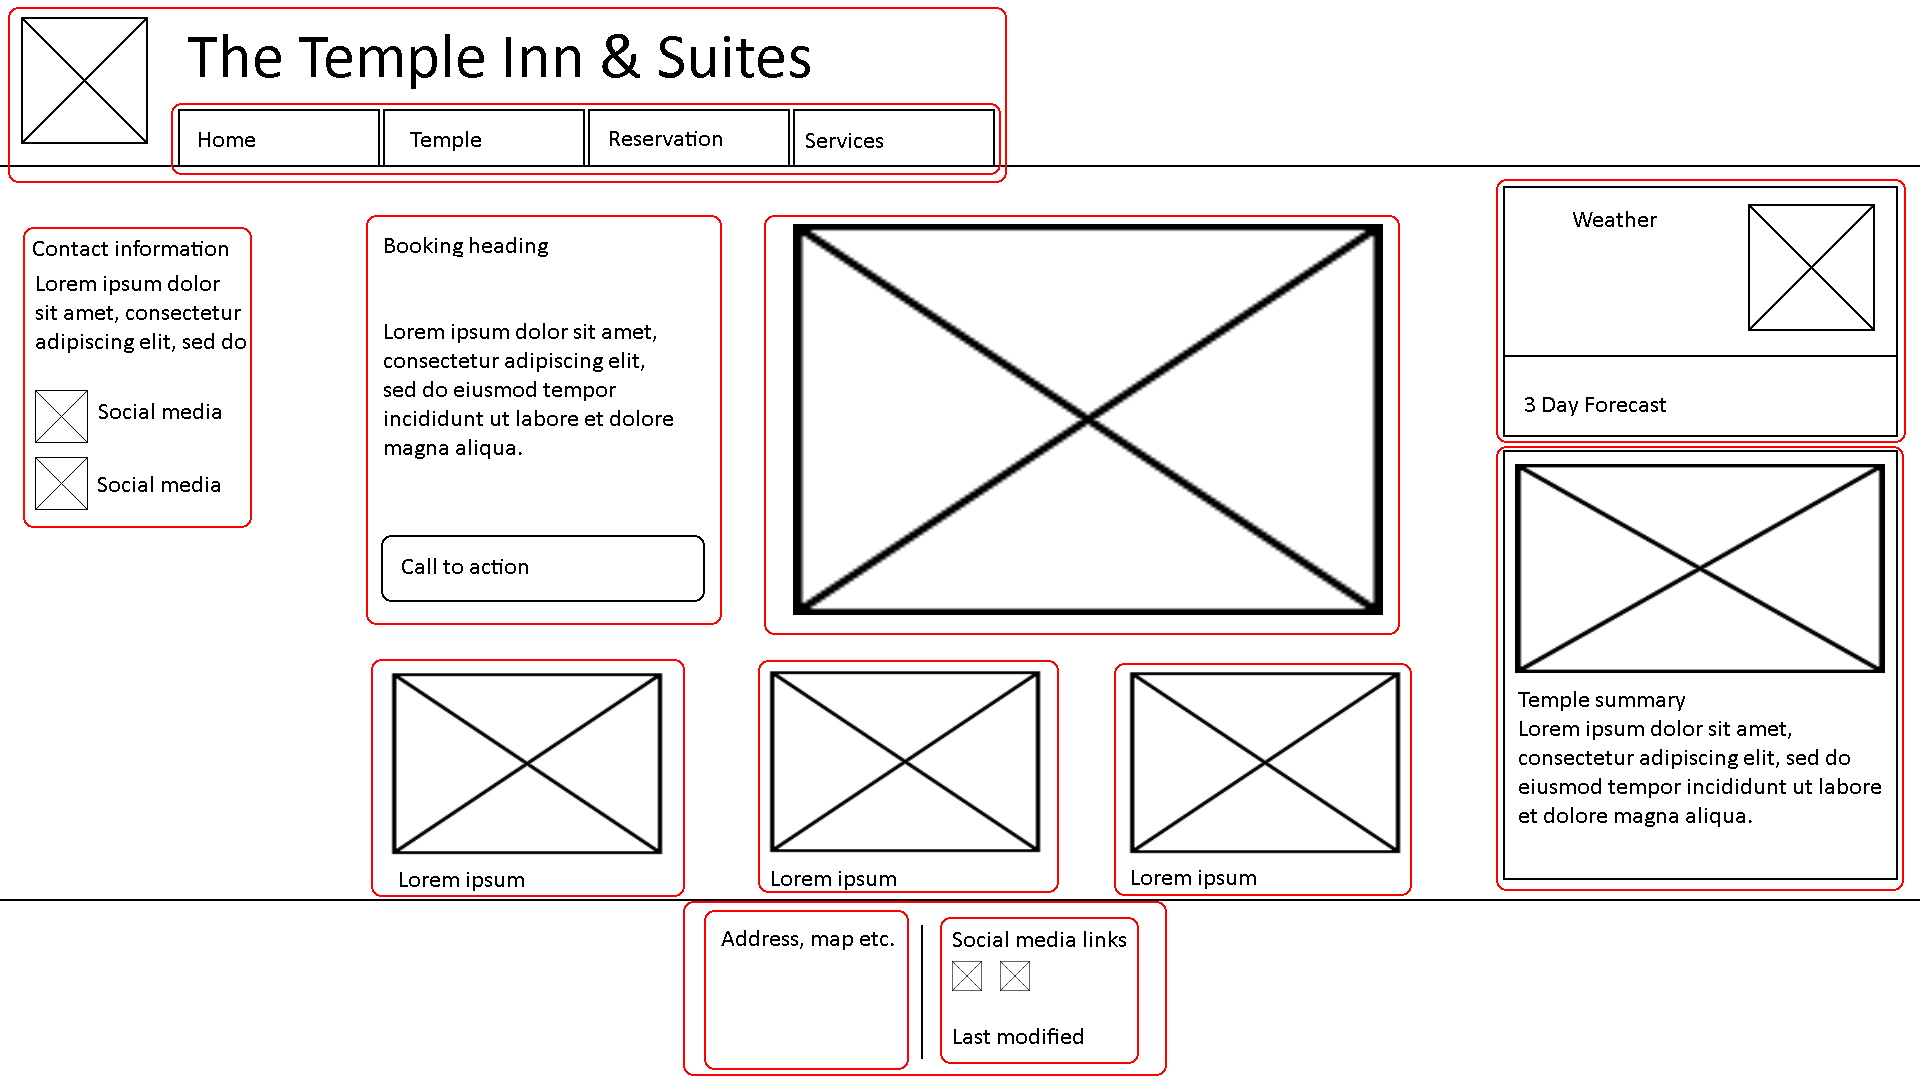 The Temple Inn & Suites
Home
Temple
Reservation
Services
Contact information
Lorem ipsum dolor
sit amet, consectetur
adipiscing elit, sed do
Social media
Social media
Booking heading
Lorem ipsum dolor sit amet,
consectetur adipiscing elit,
sed do eiusmod tempor
incididunt ut labore et dolore
magna aliqua.
Call to action
Weather
3 Day Forecast
Temple summary
Lorem ipsum dolor sit amet,
consectetur adipiscing elit, sed do
eiusmod tempor incididunt ut labore
et dolore magna aliqua.
Lorem ipsum
Lorem ipsum
Lorem ipsum
Address, map etc.
Social media links
Last modified